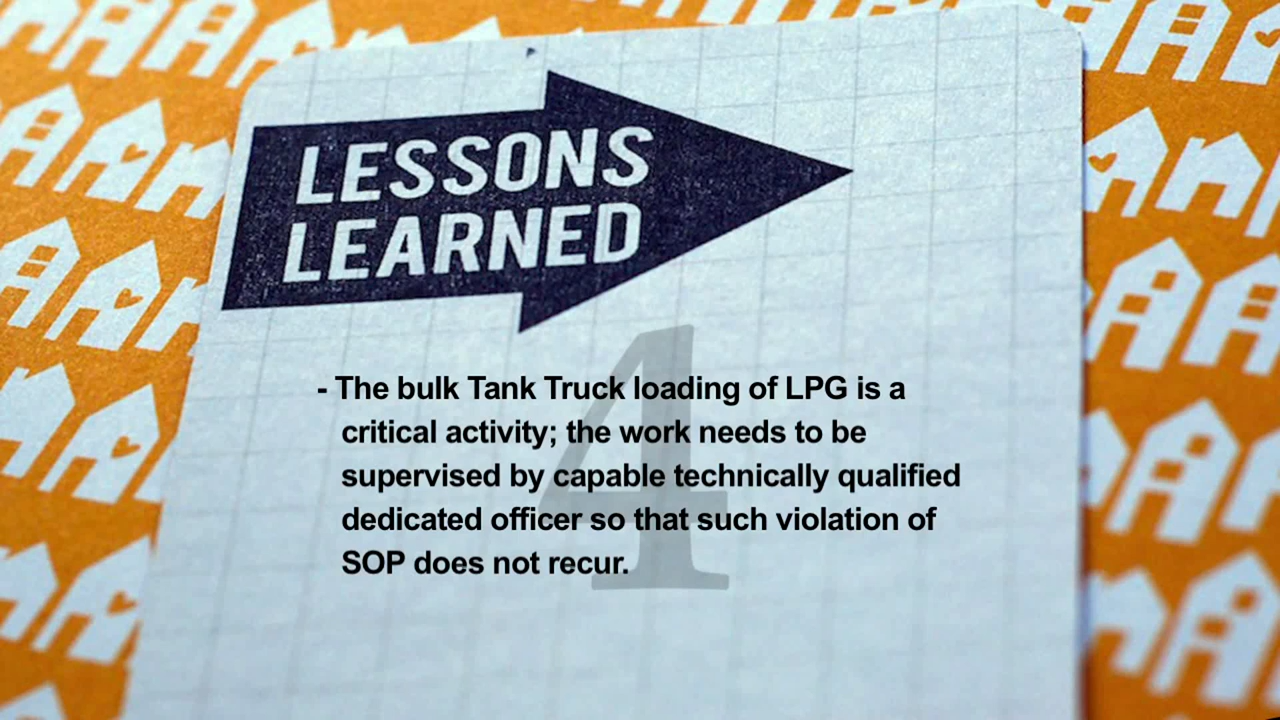 LESSONS
LEARNED
4
- The bulk Tank Truck loading of LPG is a
critical activity; the work needs to be
supervised by capable technically qualified
dedicated officer so that such violation of
SOP does not recur.